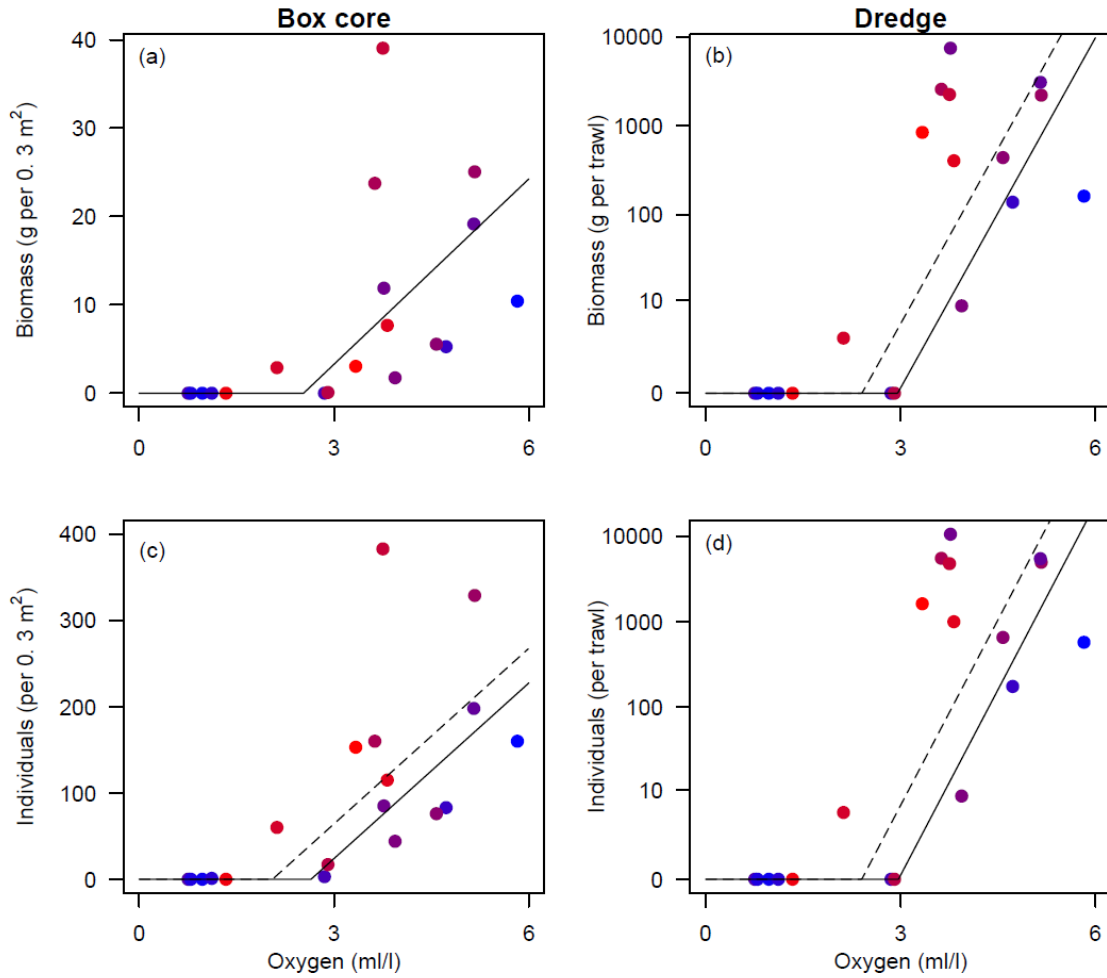 Box core
Dredge
(a)
Biomass (g per 0. 3 m²)
40
30
20
10
0
0 3 6
(b)
Biomass (g per trawl)
10000
1000
100
10
0
0 3 6
(c)
Individuals (per 0. 3 m²)
400
300
200
100
0
0 3 6
Oxygen (ml/l)
(d)
Individuals (per trawl)
10000
1000
100
10
0
0 3 6
Oxygen (ml/l)